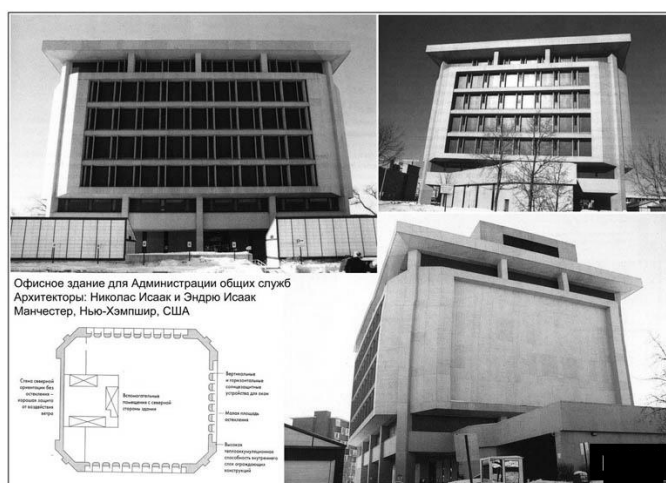 Офисное здание для Администрации общих служб
Архитекторы: Николас Исаак и Эндрю Исаак
Манчестер, Нью-Хэмпшир, США
Стена северной
ориентации без
остекления –
хорошая защита
от воздействия
ветра
Вспомогательные
помещения с северной
стороны здания
Вертикальные
и горизонтальные
солнцезащитные
устройства для окон
Малая площадь
остекления
Высокая
теплоаккумуляционная
способность внутреннего
слоя ограждающих
конструкций